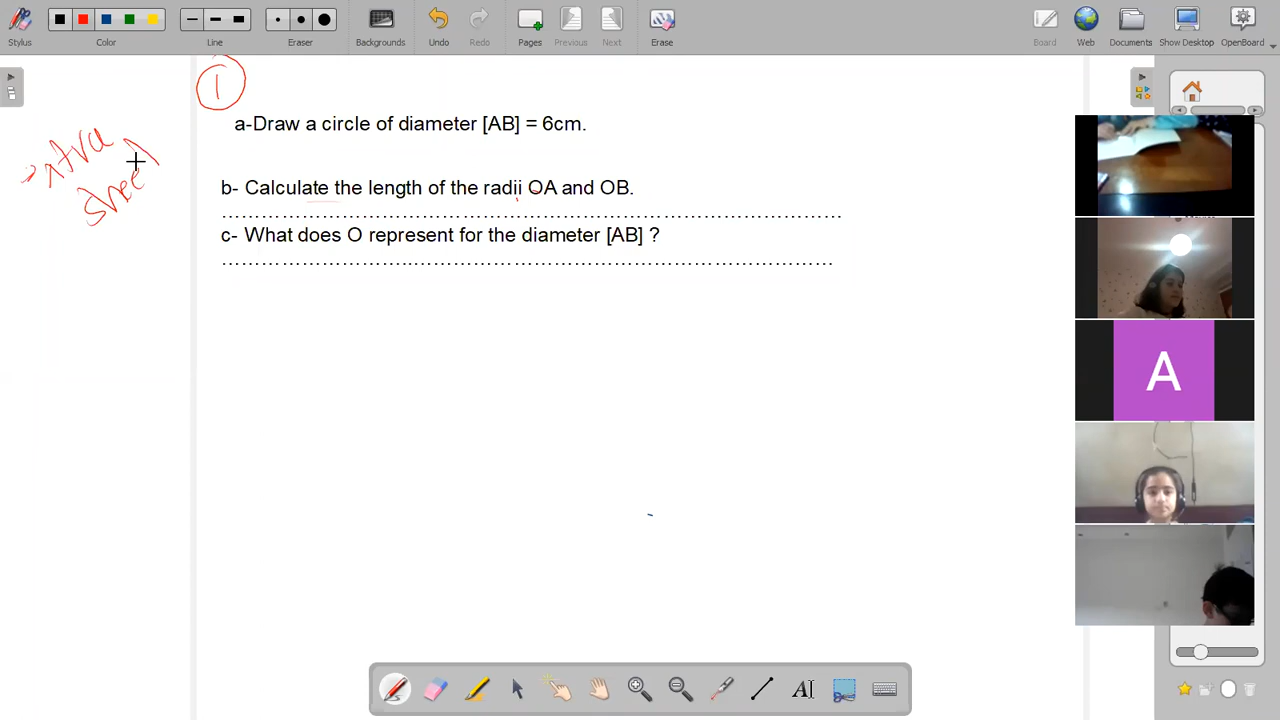 Stylus
Color
Line
Eraser
Backgrounds
Undo
Redo
Pages
Previous
Next
Erase
Board
Web
Documents
Show Desktop
OpenBoard
1
extra
sheet
a-Draw a circle of diameter [AB] = 6cm.
b- Calculate the length of the radii OA and OB.
c- What does O represent for the diameter [AB] ?
A